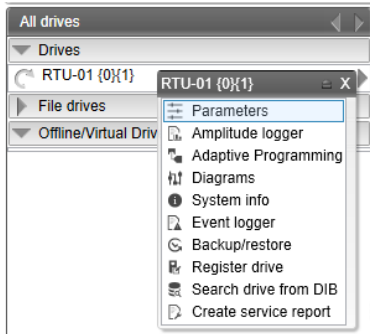 All drives
Drives
RTU-01 {0}{1}
File drives
Offline/Virtual Driv
RTU-01 {0}{1}
X
Parameters
Amplitude logger
Adaptive Programming
Diagrams
System info
Event logger
Backup/restore
Register drive
Search drive from DIB
Create service report